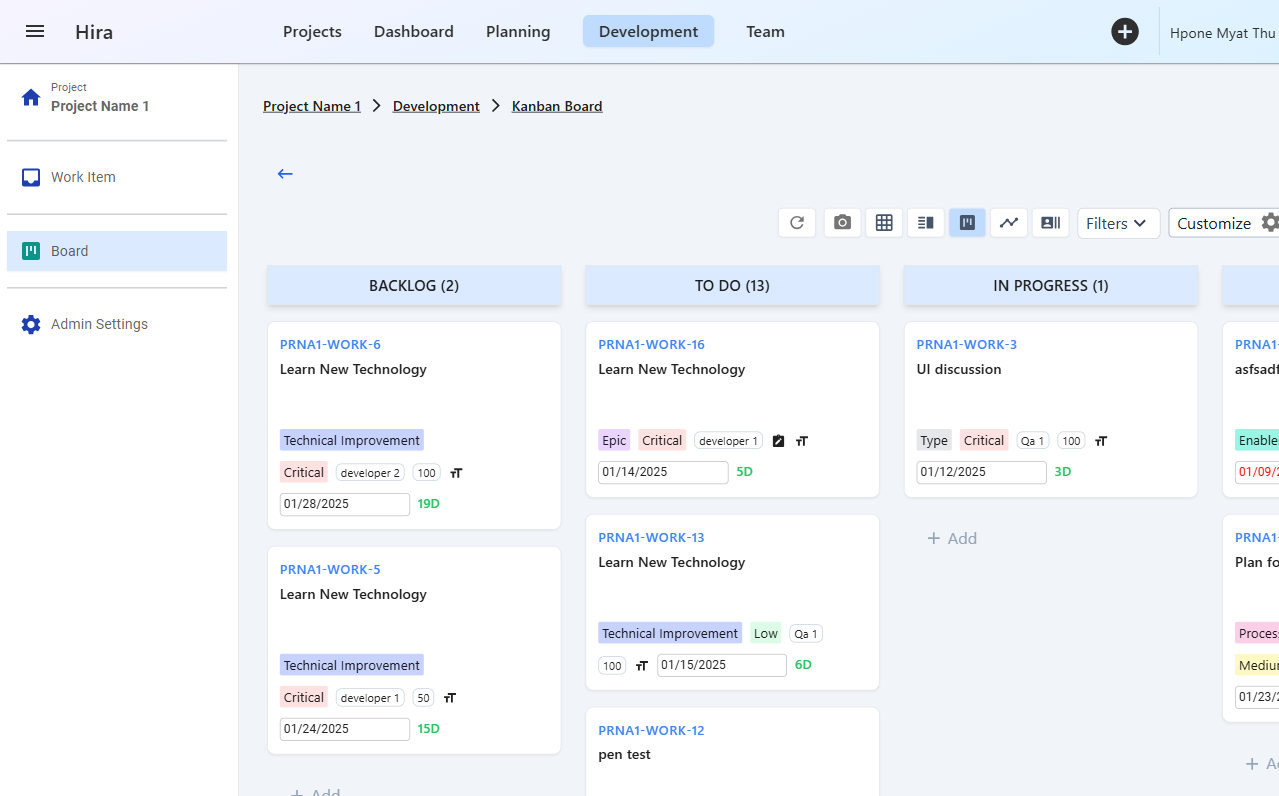 Hira
Projects
Dashboard
Planning
Development
Team
Hpone Myat Thu
Project
Project Name 1
Work Item
Board
Admin Settings
Project Name 1
Development
Kanban Board
Filters
Customize
BACKLOG (2)
PRNA1-WORK-6
Learn New Technology
Technical Improvement
Critical developer 2 100
01/28/2025 19D
PRNA1-WORK-5
Learn New Technology
Technical Improvement
Critical developer 1 50
01/24/2025 15D
+ Add
TO DO (13)
PRNA1-WORK-16
Learn New Technology
Epic Critical developer 1
01/14/2025 5D
PRNA1-WORK-13
Learn New Technology
Technical Improvement Low Qa 1
100 01/15/2025 6D
PRNA1-WORK-12
pen test
IN PROGRESS (1)
PRNA1-WORK-3
UI discussion
Type Critical Qa 1 100
01/12/2025 3D
+ Add
PRNA1-
asfsadf
Enable
01/09/2
PRNA1-
Plan fo
Process
Medium
01/23/2